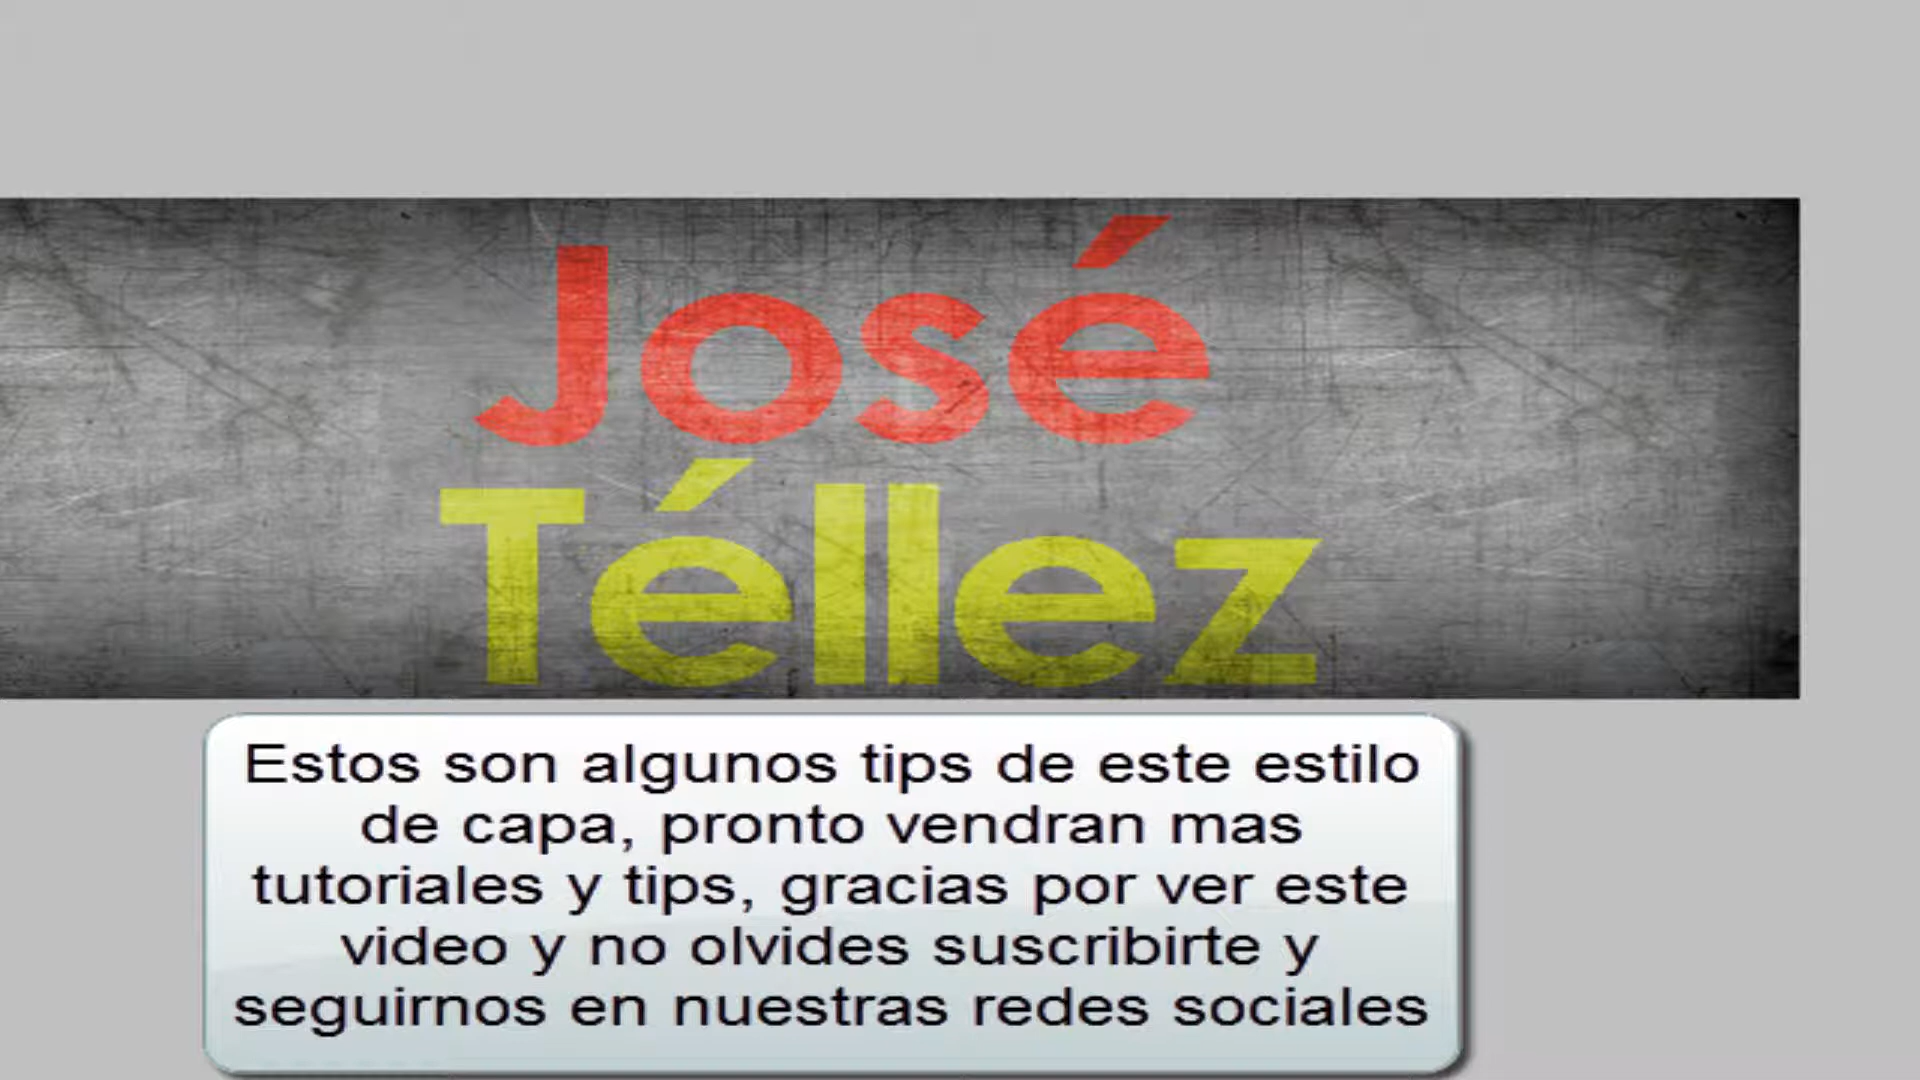 José
Téllez
Estos son algunos tips de este estilo
de capa, pronto vendran mas
tutoriales y tips, gracias por ver este
video y no olvides suscribirte y
seguirnos en nuestras redes sociales